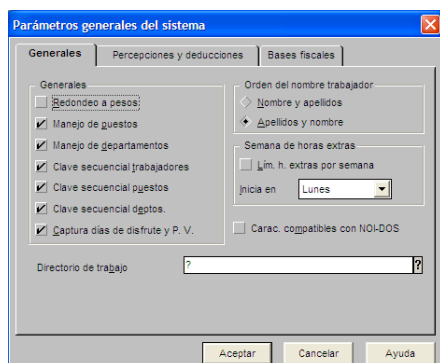 Parámetros generales del sistema
Generales
Percepciones y deducciones
Bases fiscales
Generales
Redondeo a pesos
Manejo de puestos
Manejo de departamentos
Clave secuencial trabajadores
Clave secuencial puestos
Clave secuencial deptos.
Captura días de disfrute y P. V.
Orden del nombre trabajador
Nombre y apellidos
Apellidos y nombre
Semana de horas extras
Lím. h. extras por semana
Inicia en
Lunes
Carac. compatibles con NOI-DOS
Directorio de trabajo
?
?
Aceptar
Cancelar
Ayuda